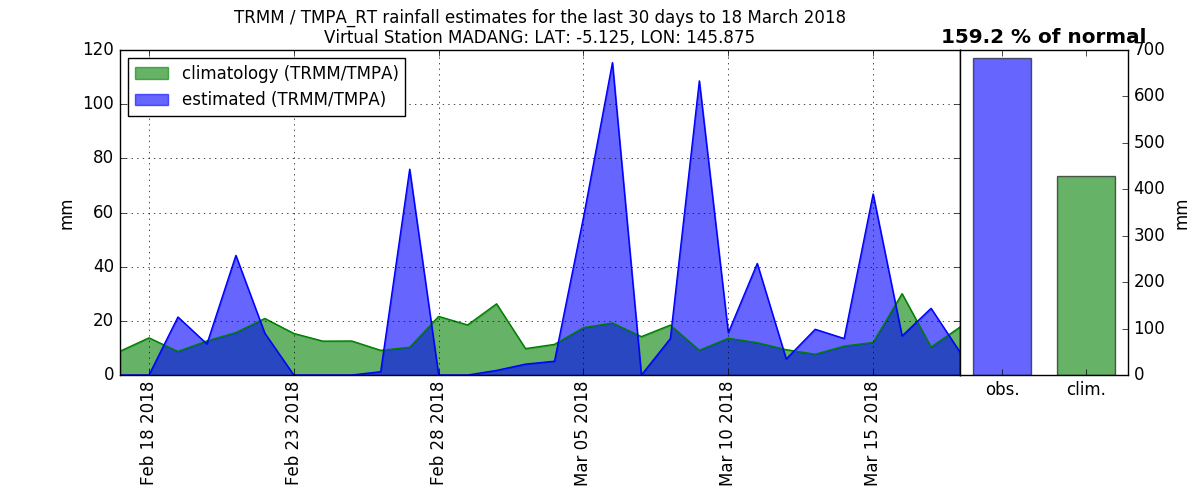 TRMM / TMPA_RT rainfall estimates for the last 30 days to 18 March 2018
Virtual Station MADANG: LAT: -5.125, LON: 145.875
159.2 % of normal
climatology (TRMM/TMPA)
estimated (TRMM/TMPA)
mm
120
100
80
60
40
20
0
Feb 18 2018
Feb 23 2018
Feb 28 2018
Mar 05 2018
Mar 10 2018
Mar 15 2018
obs.
clim.
700
600
500
400
300
200
100
0
mm